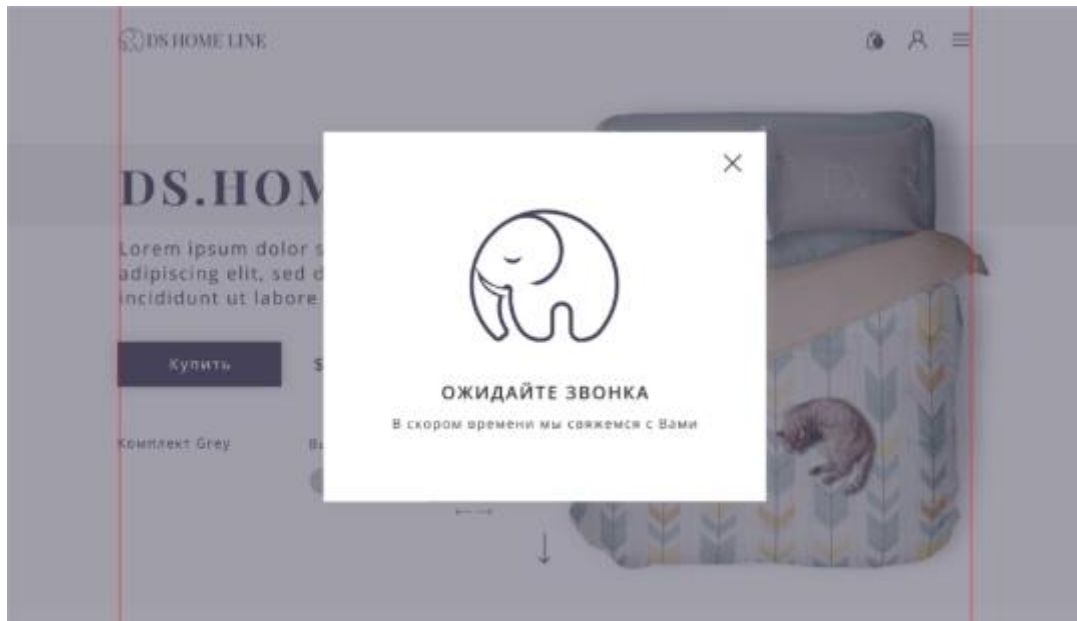 DS HOME LINE
DS.HOM
Lorem ipsum dolor s
adipiscing elit, sed d
incididunt ut labore
Купить
$
ОЖИДАЙТЕ ЗВОНКА
В скором времени мы свяжемся с Вами
Комплект Grey
Вы